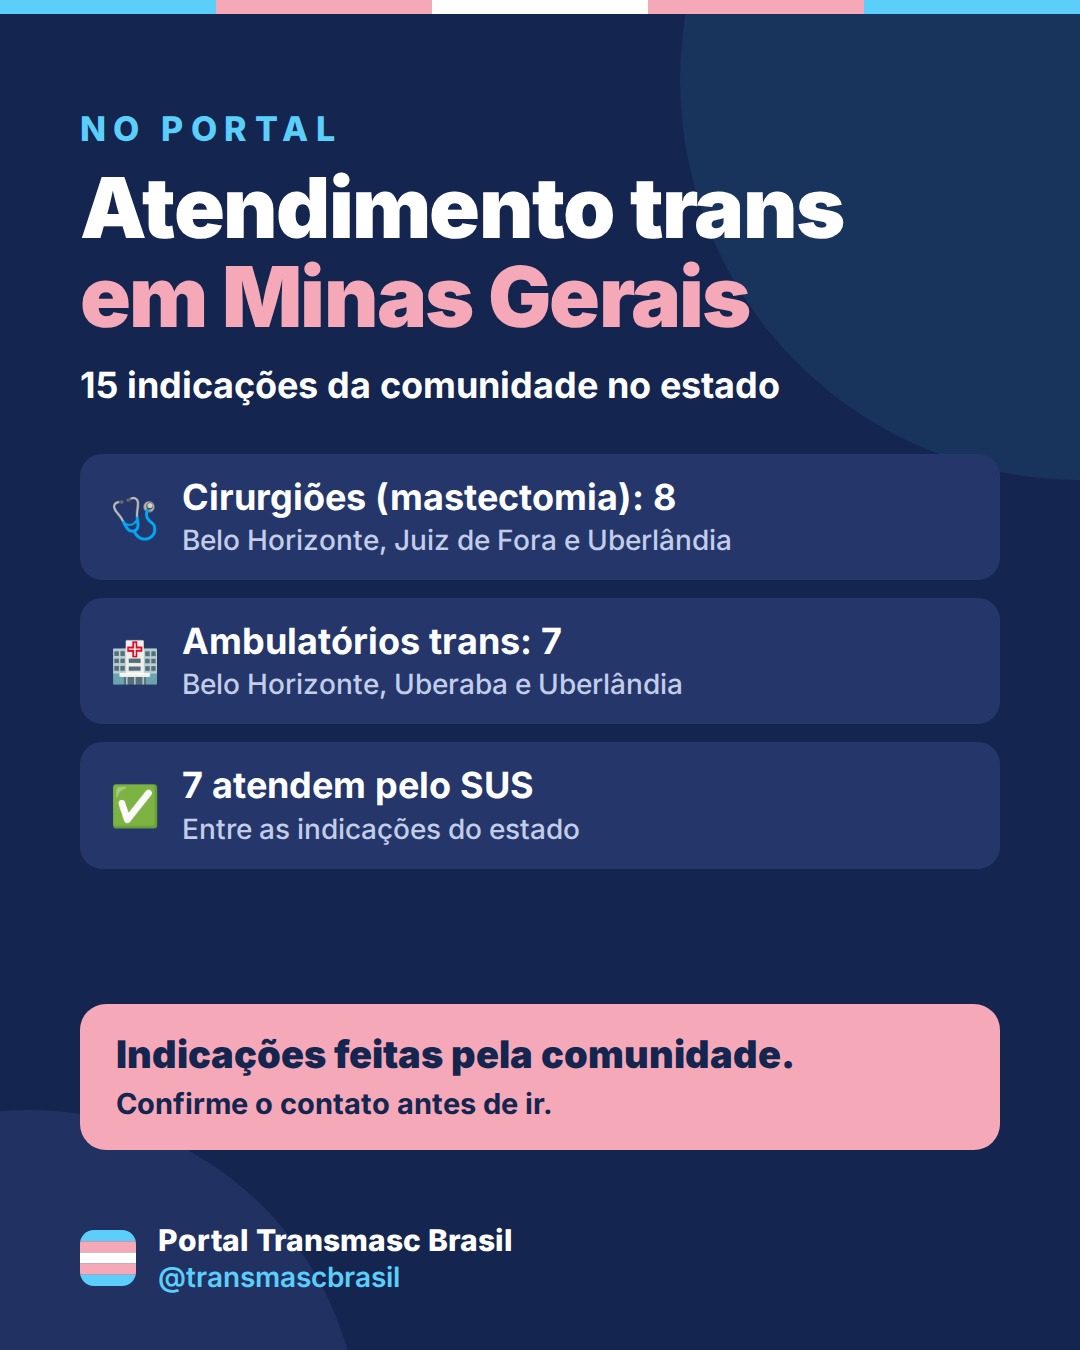 NO PORTAL
Atendimento trans
em Minas Gerais
15 indicações da comunidade no estado
Cirurgiões (mastectomia): 8
Belo Horizonte, Juiz de Fora e Uberlândia
Ambulatórios trans: 7
Belo Horizonte, Uberaba e Uberlândia
7 atendem pelo SUS
Entre as indicações do estado
Indicações feitas pela comunidade.
Confirme o contato antes de ir.
Portal Transmasc Brasil
@transmascbrasil